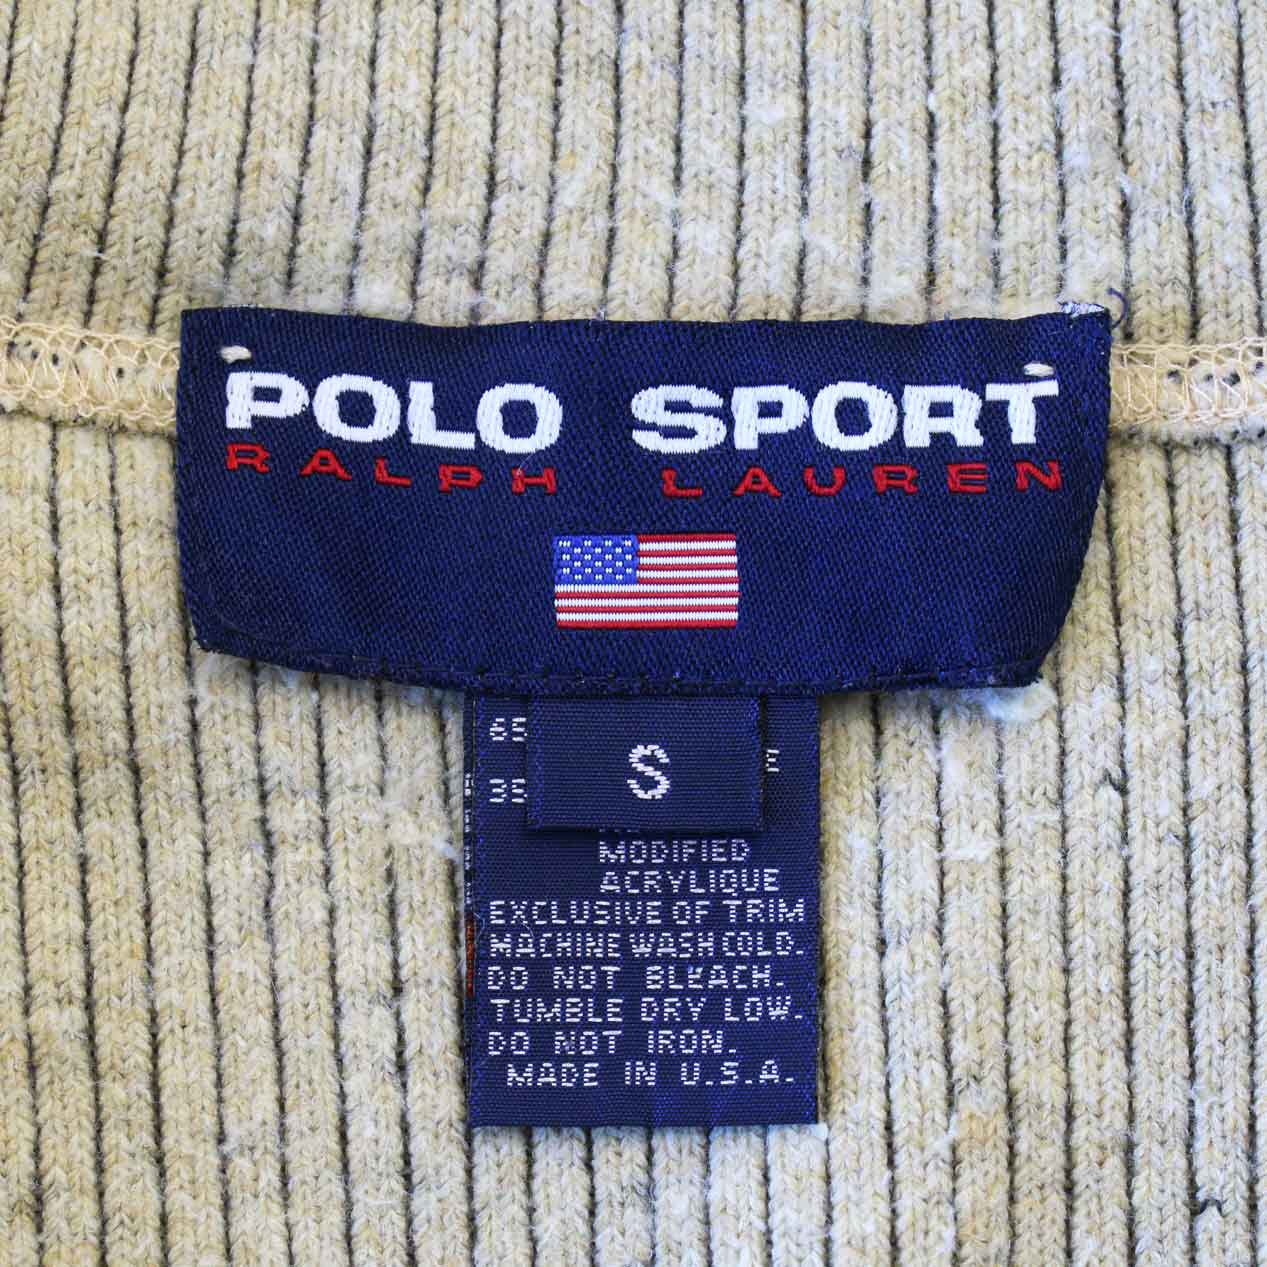 POLO SPORT
RALPH LAUREN
S
MODIFIED
ACRYLIQUE
EXCLUSIVE OF TRIM
MACHINE WASH COLD.
DO NOT BLEACH.
TUMBLE DRY LOW.
DO NOT IRON.
MADE IN U.S.A.